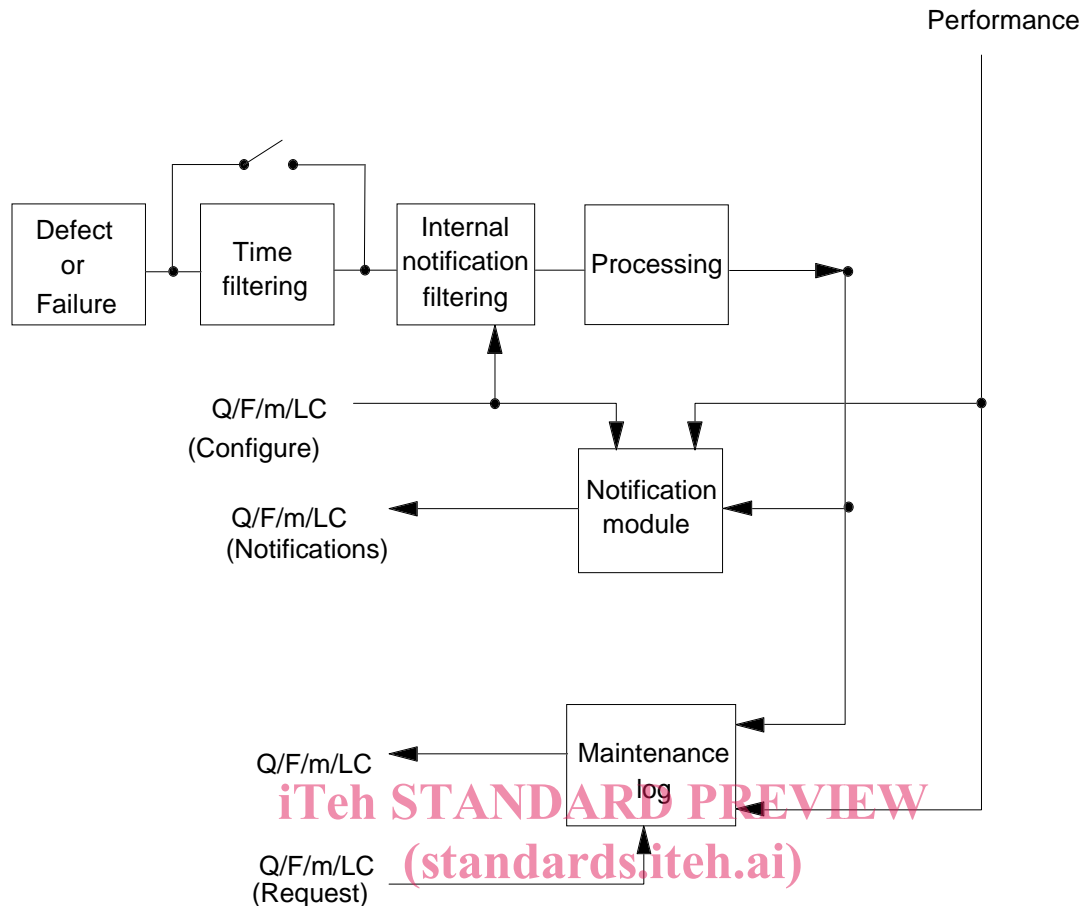 Performance
Defect
or
Failure
Time
filtering
Internal
notification
filtering
Processing
Q/F/m/LC
(Configure)
Notification
module
Q/F/m/LC
(Notifications)
Maintenance
log
Q/F/m/LC
iTeh STANDARD PREVIEW
(standards.iteh.ai)
Q/F/m/LC
(Request)